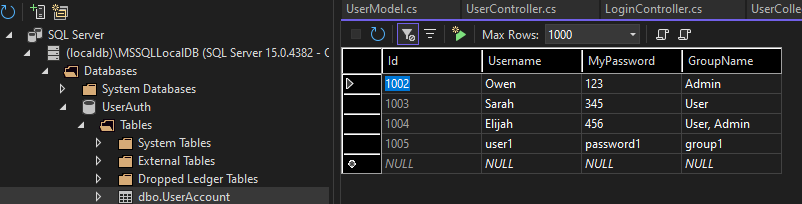 UserModel.cs UserController.cs LoginController.cs UserColle
Max Rows: 1000
SQL Server
(localdb)\MSSQLLocalDB (SQL Server 15.0.4382 - C
Databases
System Databases
UserAuth
Tables
System Tables
External Tables
Dropped Ledger Tables
dbo.UserAccount
Id Username MyPassword GroupName
1002 Owen 123 Admin
1003 Sarah 345 User
1004 Elijah 456 User, Admin
1005 user1 password1 group1
NULL NULL NULL NULL